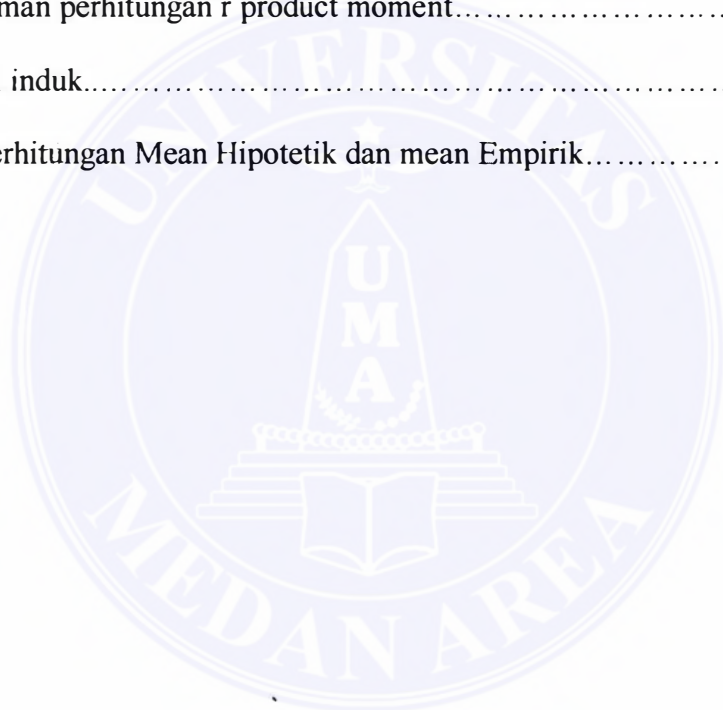 man perhitungan r product moment……………………………
induk…………………………………………………………
erhitungan Mean Hipotetik dan mean Empirik……………
UNIVERSITAS
U
M
A
MEDAN AREA